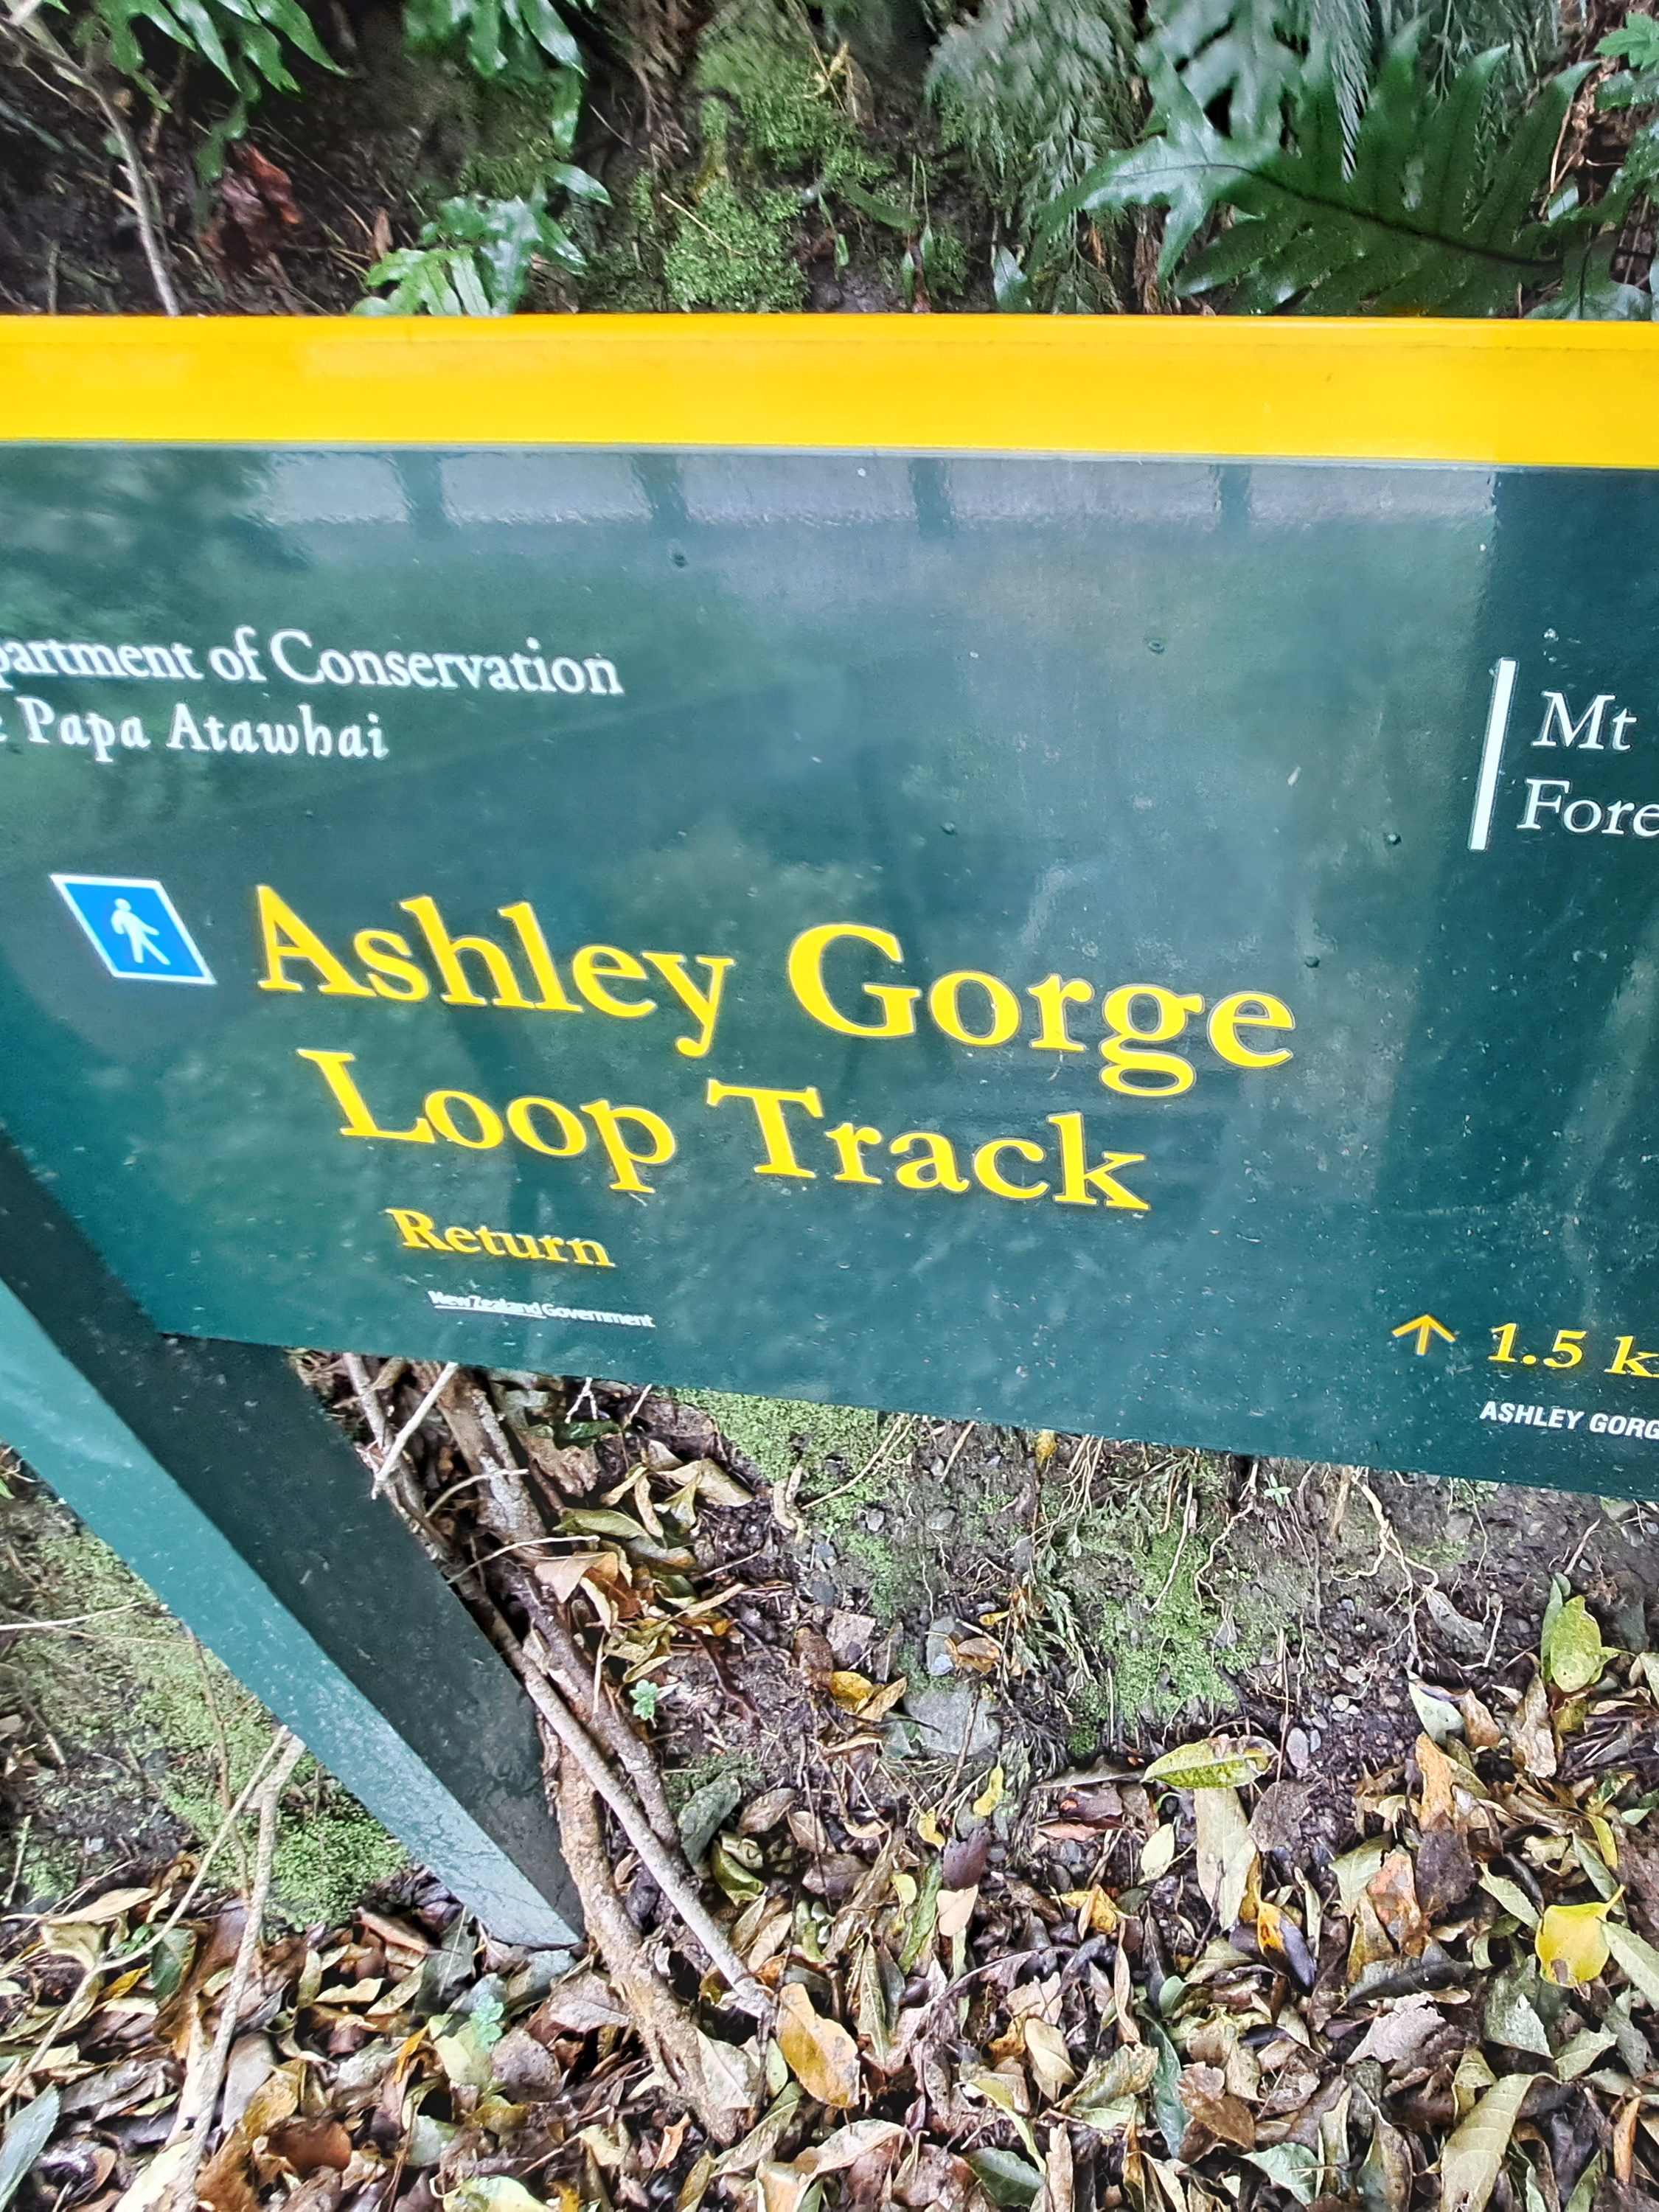 partment of Conservation
e Papa Atawhai
Mt
Fore
Ashley Gorge
Loop Track
Return
New Zealand Government
↑ 1.5 k
ASHLEY GORG